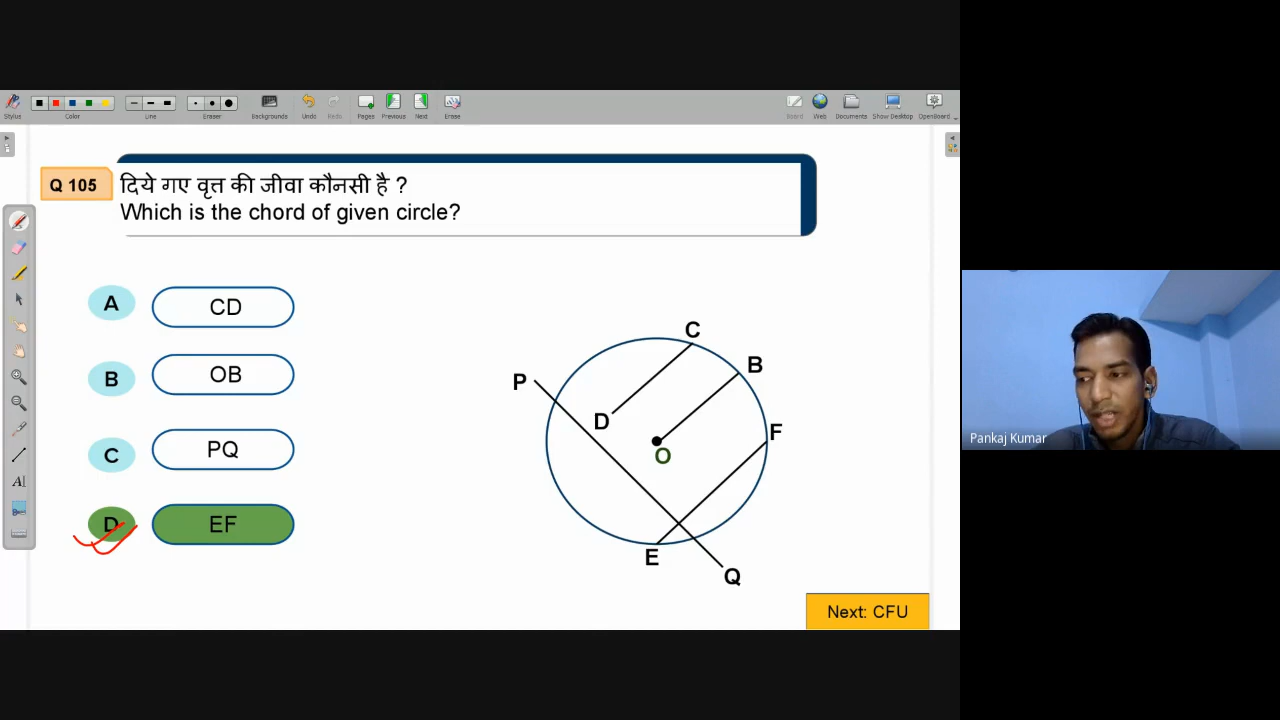 Stylus
Color
Line
Eraser
Backgrounds
Undo
Redo
Pages
Previous
Next
Erase
Board
Web
Documents
Show Desktop
OpenBoard
Q 105
दिये गए वृत्त की जीवा कौनसी है ?
Which is the chord of given circle?
A
CD
B
OB
C
PQ
D
EF
C
B
P
D
F
O
E
Q
Next: CFU
Pankaj Kumar